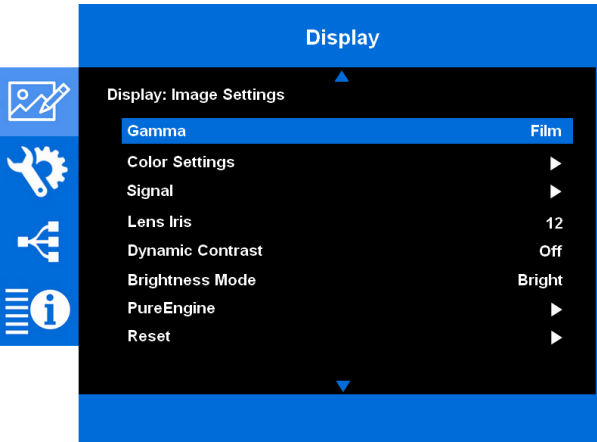 Display
Display: Image Settings
Gamma Film
Color Settings
Signal
Lens Iris 12
Dynamic Contrast Off
Brightness Mode Bright
PureEngine
Reset